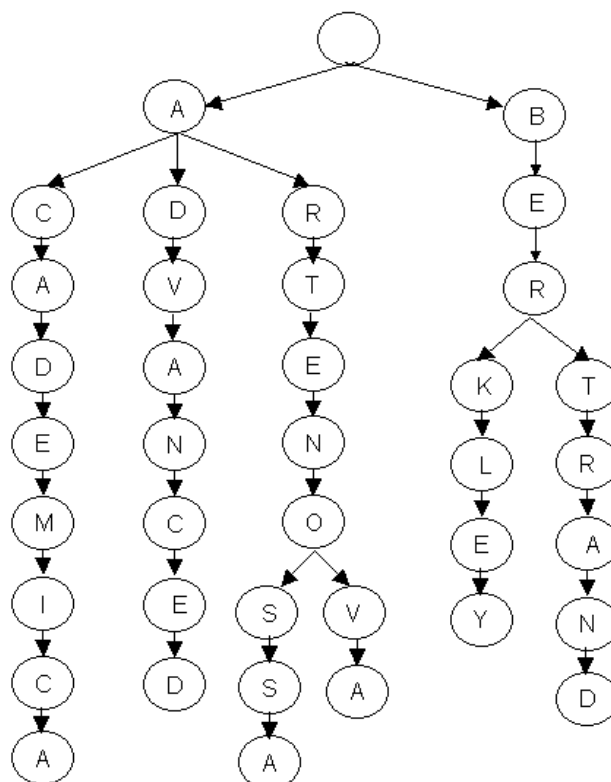 A
B
C D R E
A V T R
D A E K T
E N N L R
M C O E A
I E S V Y N
C D S A D
A A